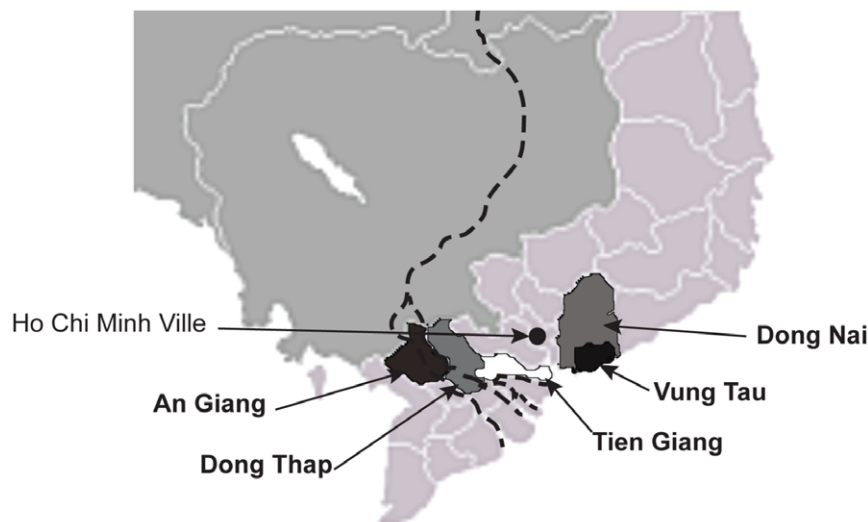 Ho Chi Minh Ville
Dong Nai
Vung Tau
An Giang
Tien Giang
Dong Thap